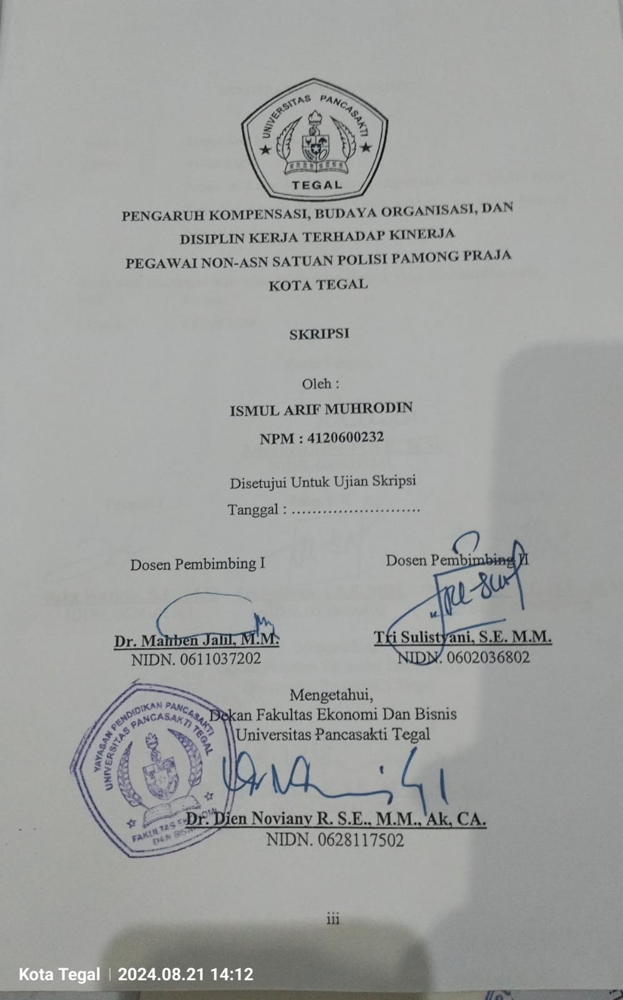 UNIVERSITAS PANCASAKTI
TEGAL
PENGARUH KOMPENSASI, BUDAYA ORGANISASI, DAN
DISIPLIN KERJA TERHADAP KINERJA
PEGAWAI NON-ASN SATUAN POLISI PAMONG PRAJA
KOTA TEGAL
SKRIPSI
Oleh :
ISMUL ARIF MUHRODIN
NPM : 4120600232
Disetujui Untuk Ujian Skripsi
Tanggal : .........................
Dosen Pembimbing I
Dosen Pembimbing II
Dr. Mahben Jalil, M.M.
Tri Sulistyani, S.E. M.M.
NIDN. 0611037202
NIDN. 0602036802
Mengetahui,
Dekan Fakultas Ekonomi Dan Bisnis
Universitas Pancasakti Tegal
YAYASAN PENDIDIKAN PANCASAKTI
UNIVERSITAS PANCASAKTI TEGAL
FAKULTAS EKONOMI
DAN BISNIS
Dr. Dien Noviany R. S.E., M.M., Ak, CA.
NIDN. 0628117502
iii
Kota Tegal | 2024.08.21 14:12